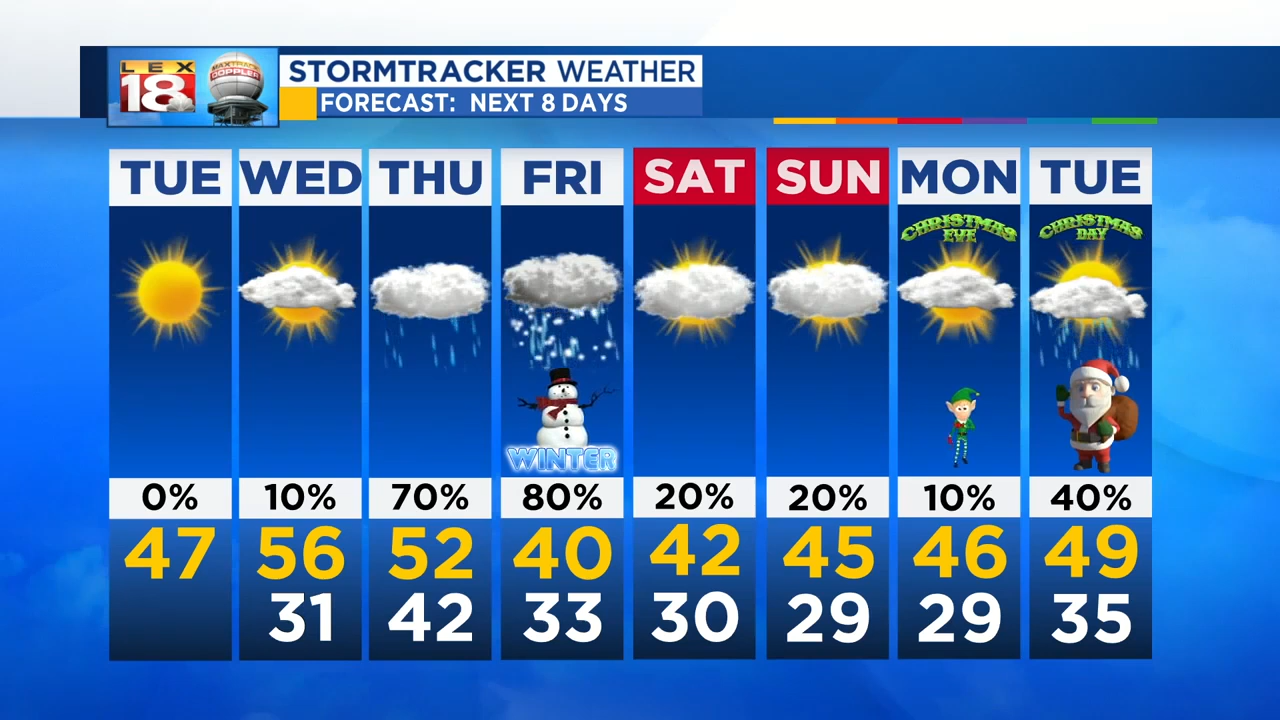 LEX
18
MAXTRACK
DOPPLER
STORMTRACKER WEATHER
FORECAST: NEXT 8 DAYS
TUE WED THU FRI SAT SUN MON TUE
CHRISTMAS EVE
CHRISTMAS DAY
WINTER
0% 10% 70% 80% 20% 20% 10% 40%
47 56 52 40 42 45 46 49
31 42 33 30 29 29 35